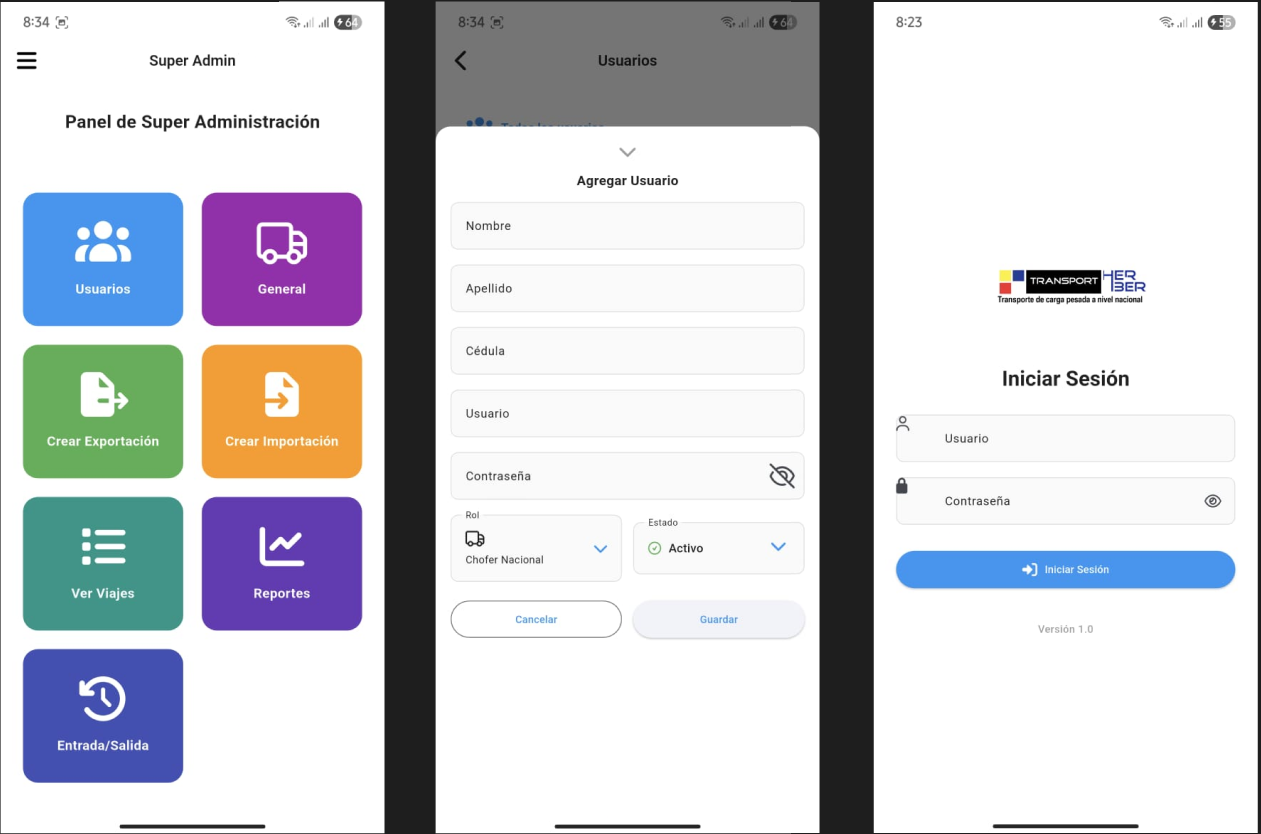 8:34
64
Super Admin
Panel de Super Administración
Usuarios
General
Crear Exportación
Crear Importación
Ver Viajes
Reportes
Entrada/Salida
8:34
64
Usuarios
Todos los usuarios
Agregar Usuario
Nombre
Apellido
Cédula
Usuario
Contraseña
Rol
Chofer Nacional
Estado
Activo
Cancelar
Guardar
8:23
55
TRANSPORT HER BER
Transporte de carga pesada a nivel nacional
Iniciar Sesión
Usuario
Contraseña
Iniciar Sesión
Versión 1.0